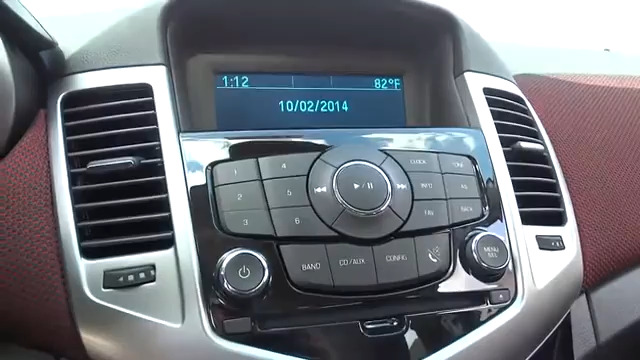 1:12 82°F
10/02/2014
1 4 CLOCK TONE
2 5 INFO AS
3 6 FAV BACK
BAND CD/AUX CONFIG
MENU
SEL